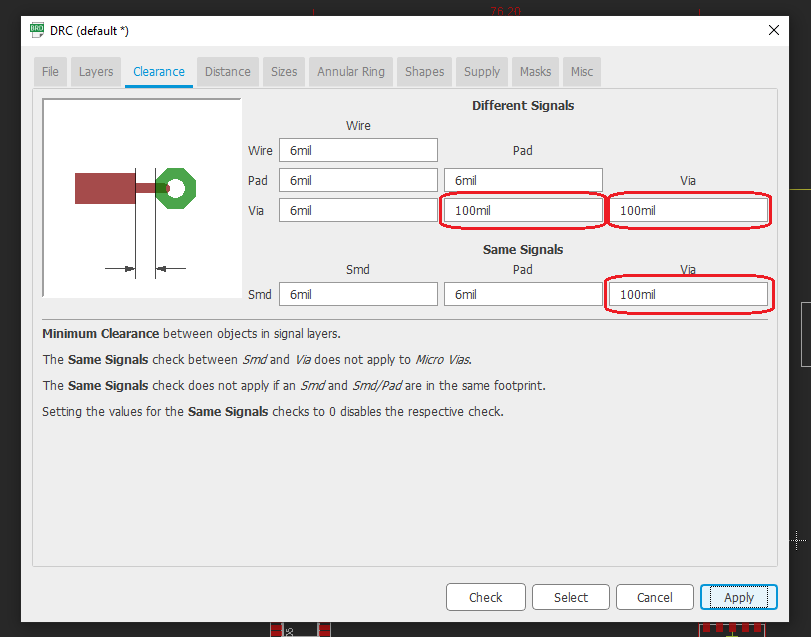 78.20
BRD DRC (default *)
File Layers Clearance Distance Sizes Annular Ring Shapes Supply Masks Misc
Different Signals
Wire
Wire 6mil Pad
Pad 6mil 6mil Via
Via 6mil 100mil 100mil
Same Signals
Smd Pad Via
Smd 6mil 6mil 100mil
Minimum Clearance between objects in signal layers.
The Same Signals check between Smd and Via does not apply to Micro Vias.
The Same Signals check does not apply if an Smd and Smd/Pad are in the same footprint.
Setting the values for the Same Signals checks to 0 disables the respective check.
Check Select Cancel Apply